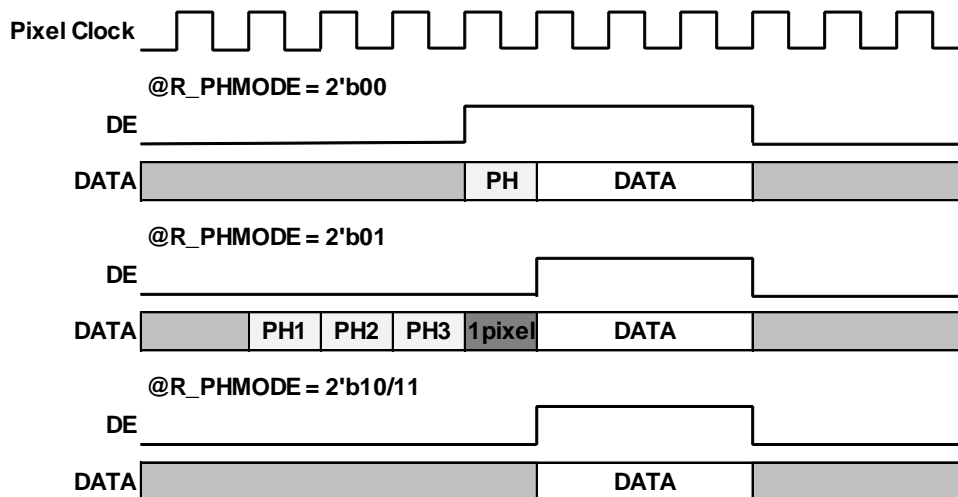 Pixel Clock
@R_PHMODE = 2'b00
DE
DATA PH DATA
@R_PHMODE = 2'b01
DE
DATA PH1 PH2 PH3 1pixel DATA
@R_PHMODE = 2'b10/11
DE
DATA DATA